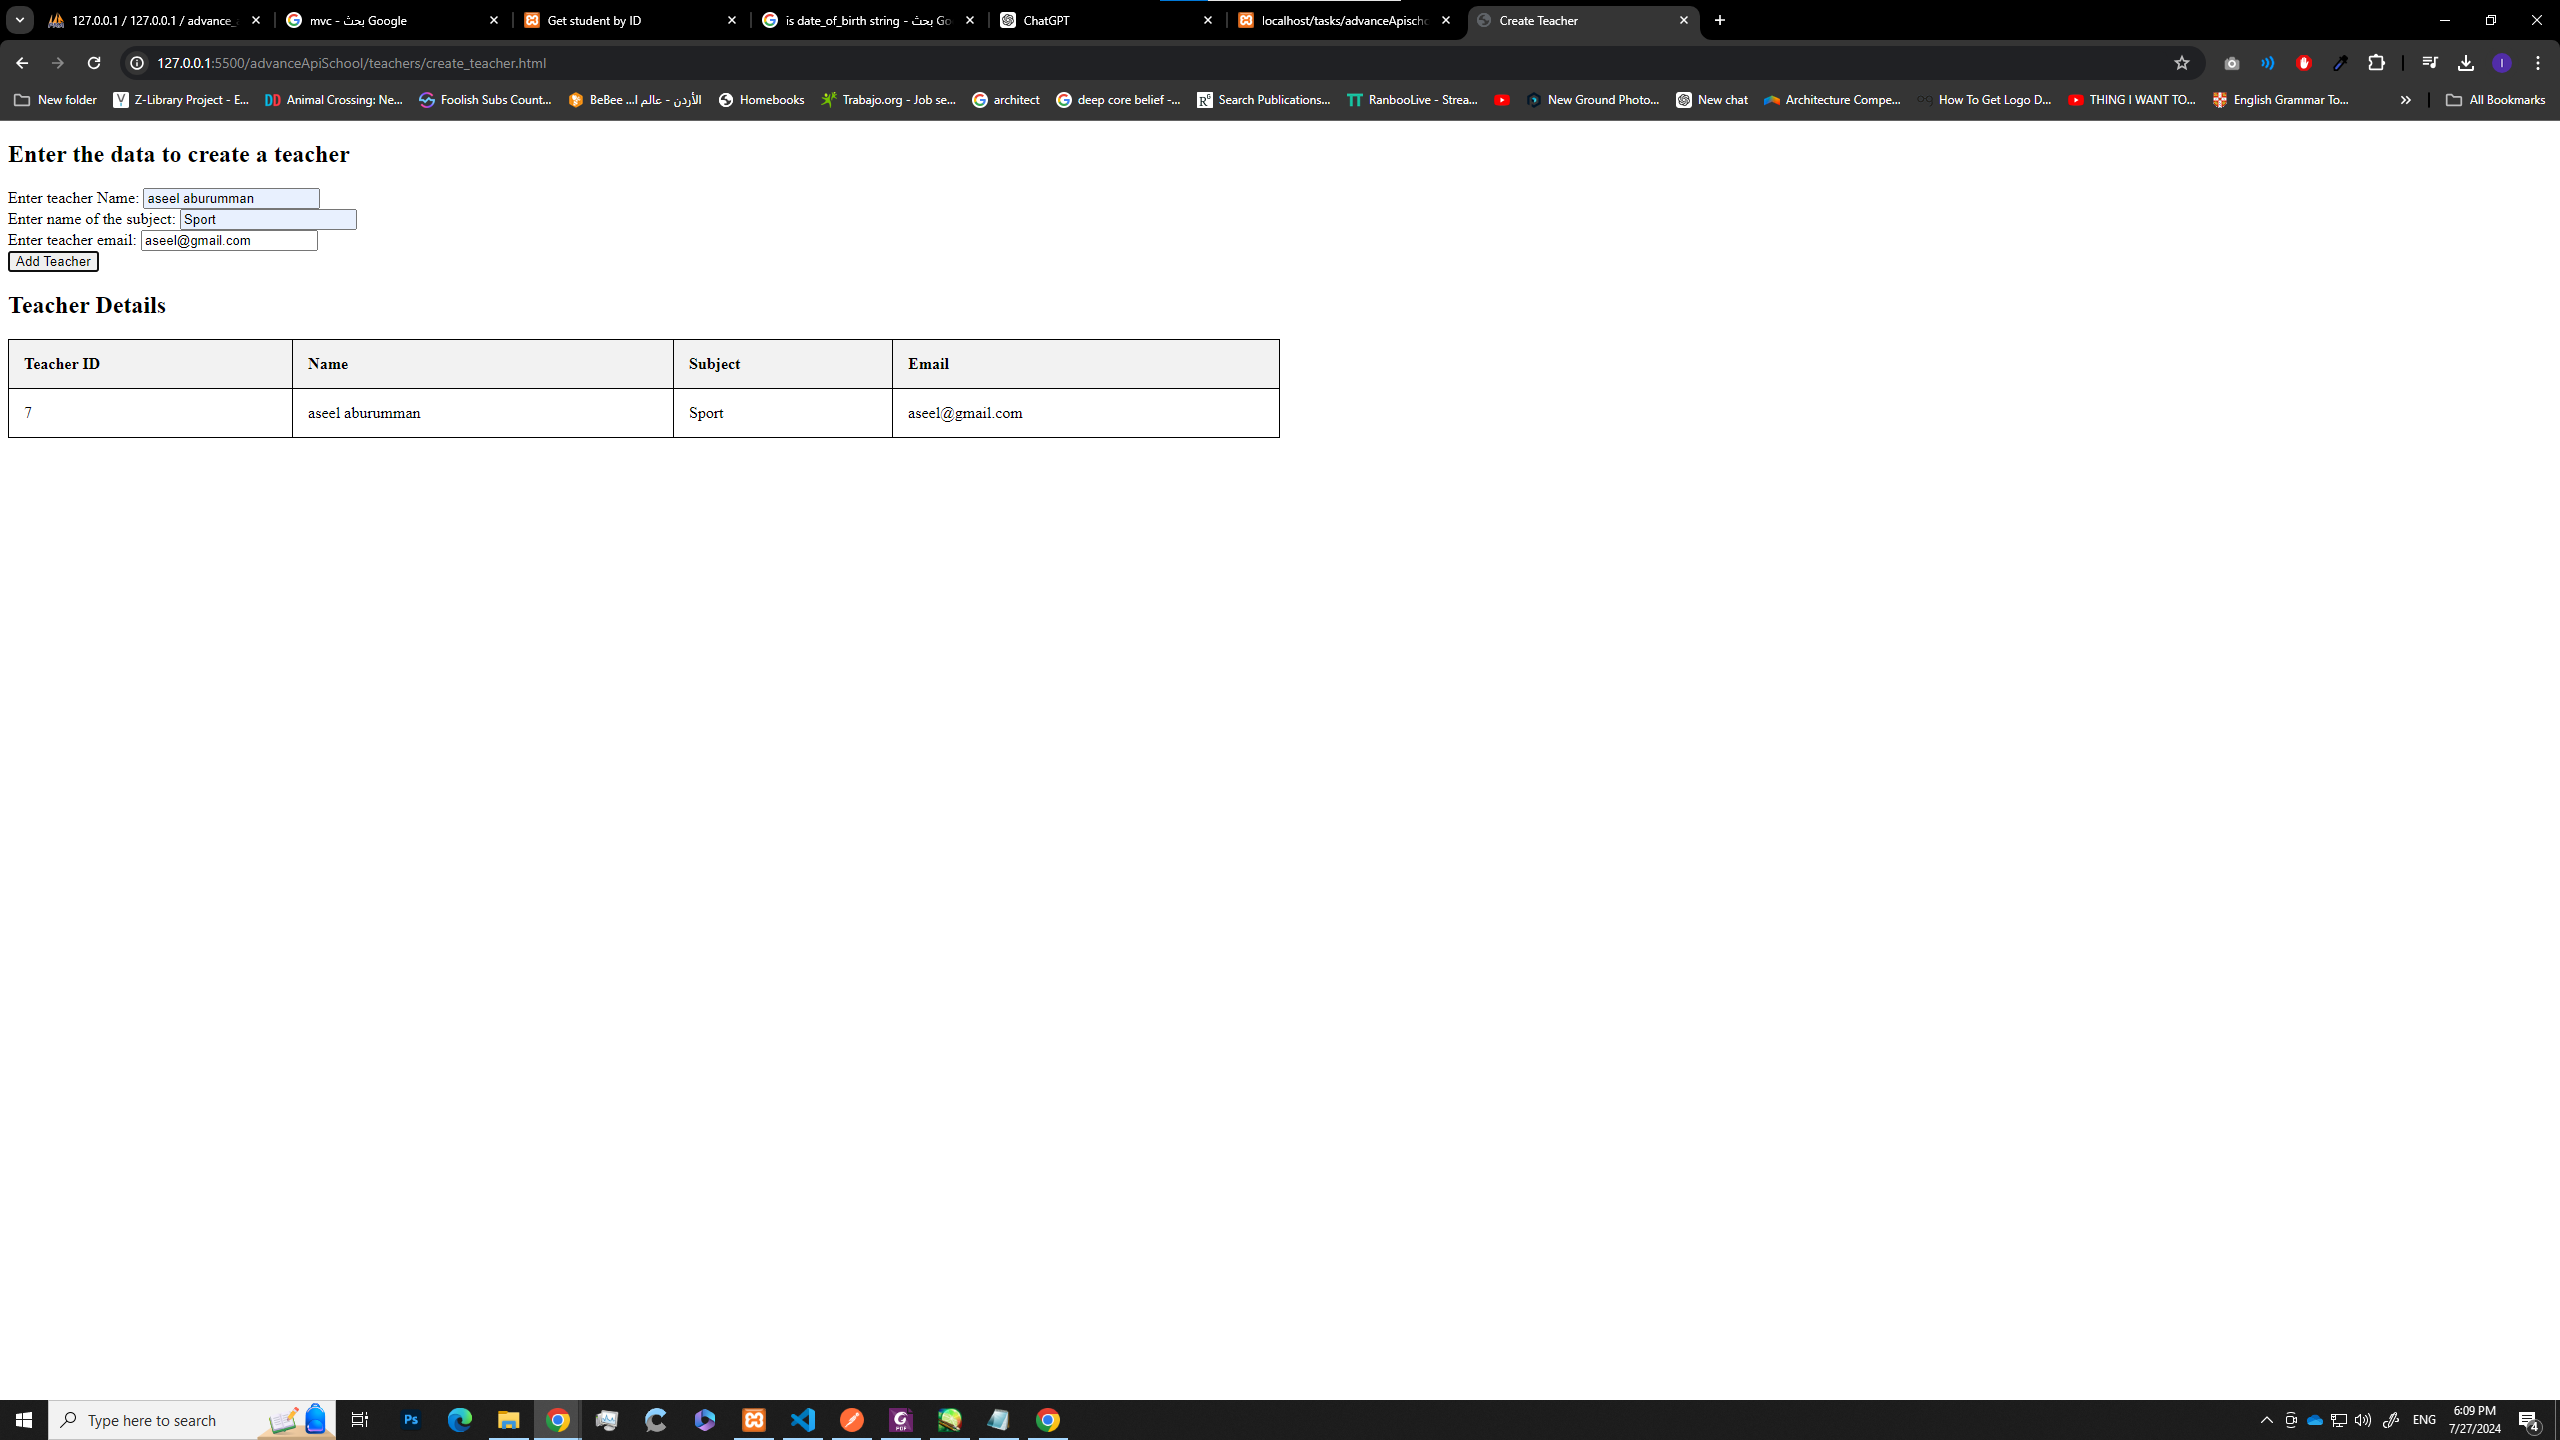 127.0.0.1 / 127.0.0.1 / advance_
mvc - بحث Google
Get student by ID
is date_of_birth string - بحث Go
ChatGPT
localhost/tasks/advanceApischo
Create Teacher
127.0.0.1:5500/advanceApiSchool/teachers/create_teacher.html
New folder
Z-Library Project - E...
Animal Crossing: Ne...
Foolish Subs Count...
BeBee ... الأردن - عالم ا
Homebooks
Trabajo.org - Job se...
architect
deep core belief -...
Search Publications...
RanbooLive - Strea...
New Ground Photo...
New chat
Architecture Compe...
How To Get Logo D...
THING I WANT TO...
English Grammar To...
All Bookmarks
Enter the data to create a teacher
Enter teacher Name: aseel aburumman
Enter name of the subject: Sport
Enter teacher email: aseel@gmail.com
Add Teacher
Teacher Details
Teacher ID Name Subject Email
7 aseel aburumman Sport aseel@gmail.com
Type here to search
ENG
6:09 PM
7/27/2024
4